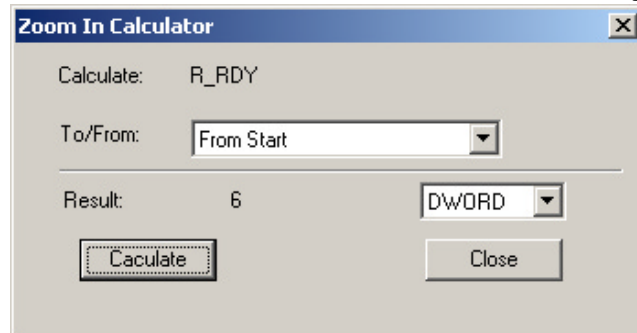 Zoom In Calculator
Calculate: R_RDY
To/From: From Start
Result: 6 DWORD
Caculate Close